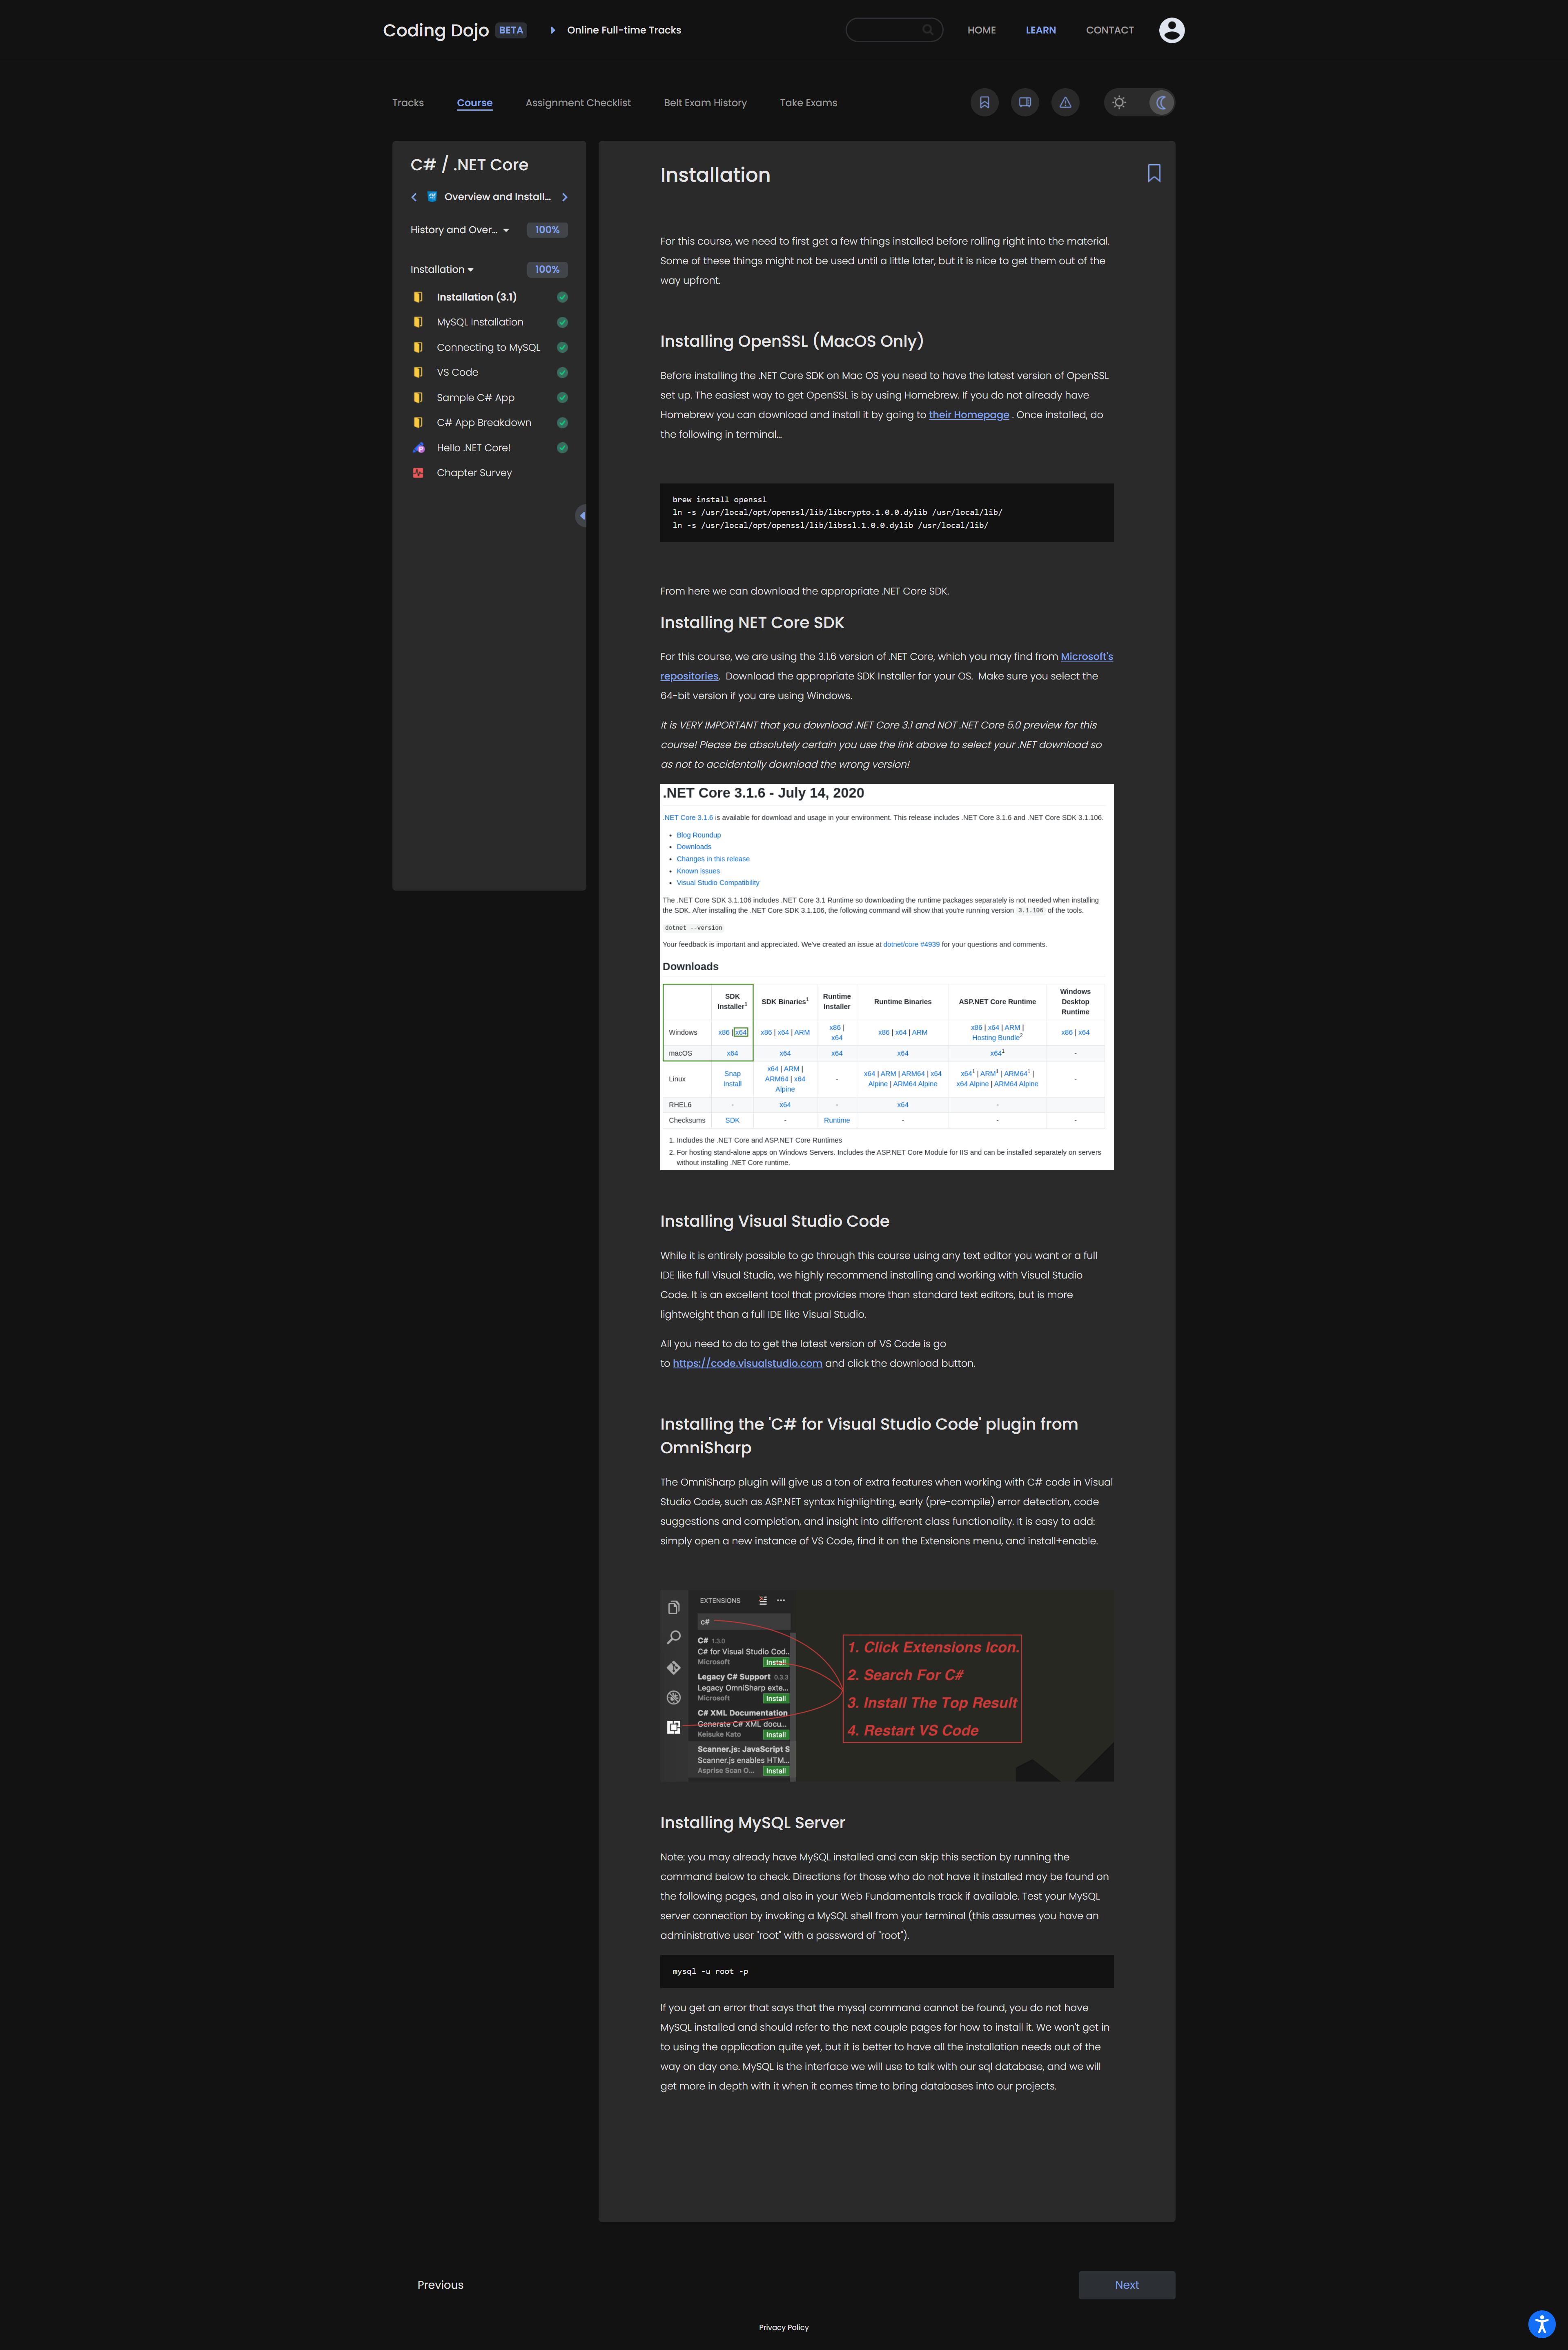 Coding Dojo BETA Online Full-time Tracks HOME LEARN CONTACT
Tracks Course Assignment Checklist Belt Exam History Take Exams
C# / .NET Core
Overview and Install...
History and Over... 100%
Installation 100%
Installation (3.1)
MySQL Installation
Connecting to MySQL
VS Code
Sample C# App
C# App Breakdown
Hello .NET Core!
Chapter Survey
Installation
For this course, we need to first get a few things installed before rolling right into the material.
Some of these things might not be used until a little later, but it is nice to get them out of the
way upfront.
Installing OpenSSL (MacOS Only)
Before installing the .NET Core SDK on Mac OS you need to have the latest version of OpenSSL
set up. The easiest way to get OpenSSL is by using Homebrew. If you do not already have
Homebrew you can download and install it by going to their Homepage . Once installed, do
the following in terminal...
brew install openssl
ln -s /usr/local/opt/openssl/lib/libcrypto.1.0.0.dylib /usr/local/lib/
ln -s /usr/local/opt/openssl/lib/libssl.1.0.0.dylib /usr/local/lib/
From here we can download the appropriate .NET Core SDK.
Installing NET Core SDK
For this course, we are using the 3.1.6 version of .NET Core, which you may find from Microsoft's
repositories. Download the appropriate SDK Installer for your OS. Make sure you select the
64-bit version if you are using Windows.
It is VERY IMPORTANT that you download .NET Core 3.1 and NOT .NET Core 5.0 preview for this
course! Please be absolutely certain you use the link above to select your .NET download so
as not to accidentally download the wrong version!
.NET Core 3.1.6 - July 14, 2020
.NET Core 3.1.6 is available for download and usage in your environment. This release includes .NET Core 3.1.6 and .NET Core SDK 3.1.106.
• Blog Roundup
• Downloads
• Changes in this release
• Known issues
• Visual Studio Compatibility
The .NET Core SDK 3.1.106 includes .NET Core 3.1 Runtime so downloading the runtime packages separately is not needed when installing
the SDK. After installing the .NET Core SDK 3.1.106, the following command will show that you're running version 3.1.106 of the tools.
dotnet --version
Your feedback is important and appreciated. We've created an issue at dotnet/core #4939 for your questions and comments.
Downloads
SDK Installer1 SDK Binaries1 Runtime Installer Runtime Binaries ASP.NET Core Runtime Windows Desktop Runtime
Windows x86 | x64 x86 | x64 | ARM x86 | x64 x86 | x64 | ARM x86 | x64 | ARM | Hosting Bundle2 x86 | x64
macOS x64 x64 x64 x64 x641 -
Linux Snap Install x64 | ARM | ARM64 | x64 Alpine - x64 | ARM | ARM64 | x64 Alpine | ARM64 Alpine x641 | ARM1 | ARM641 | x64 Alpine | ARM64 Alpine -
RHEL6 - x64 - x64 -
Checksums SDK - Runtime - - -
1. Includes the .NET Core and ASP.NET Core Runtimes
2. For hosting stand-alone apps on Windows Servers. Includes the ASP.NET Core Module for IIS and can be installed separately on servers
without installing .NET Core runtime.
Installing Visual Studio Code
While it is entirely possible to go through this course using any text editor you want or a full
IDE like full Visual Studio, we highly recommend installing and working with Visual Studio
Code. It is an excellent tool that provides more than standard text editors, but is more
lightweight than a full IDE like Visual Studio.
All you need to do to get the latest version of VS Code is go
to https://code.visualstudio.com and click the download button.
Installing the 'C# for Visual Studio Code' plugin from
OmniSharp
The OmniSharp plugin will give us a ton of extra features when working with C# code in Visual
Studio Code, such as ASP.NET syntax highlighting, early (pre-compile) error detection, code
suggestions and completion, and insight into different class functionality. It is easy to add:
simply open a new instance of VS Code, find it on the Extensions menu, and install+enable.
EXTENSIONS
c#
C# 1.3.0
C# for Visual Studio Cod..
Microsoft Install
Legacy C# Support 0.3.3
Legacy OmniSharp exte...
Microsoft Install
C# XML Documentation
Generate C# XML docu...
Keisuke Kato Install
Scanner.js: JavaScript S
Scanner.js enables HTM...
Asprise Scan O... Install
1. Click Extensions Icon.
2. Search For C#
3. Install The Top Result
4. Restart VS Code
Installing MySQL Server
Note: you may already have MySQL installed and can skip this section by running the
command below to check. Directions for those who do not have it installed may be found on
the following pages, and also in your Web Fundamentals track if available. Test your MySQL
server connection by invoking a MySQL shell from your terminal (this assumes you have an
administrative user "root" with a password of "root").
mysql -u root -p
If you get an error that says that the mysql command cannot be found, you do not have
MySQL installed and should refer to the next couple pages for how to install it. We won't get in
to using the application quite yet, but it is better to have all the installation needs out of the
way on day one. MySQL is the interface we will use to talk with our sql database, and we will
get more in depth with it when it comes time to bring databases into our projects.
Previous Next
Privacy Policy